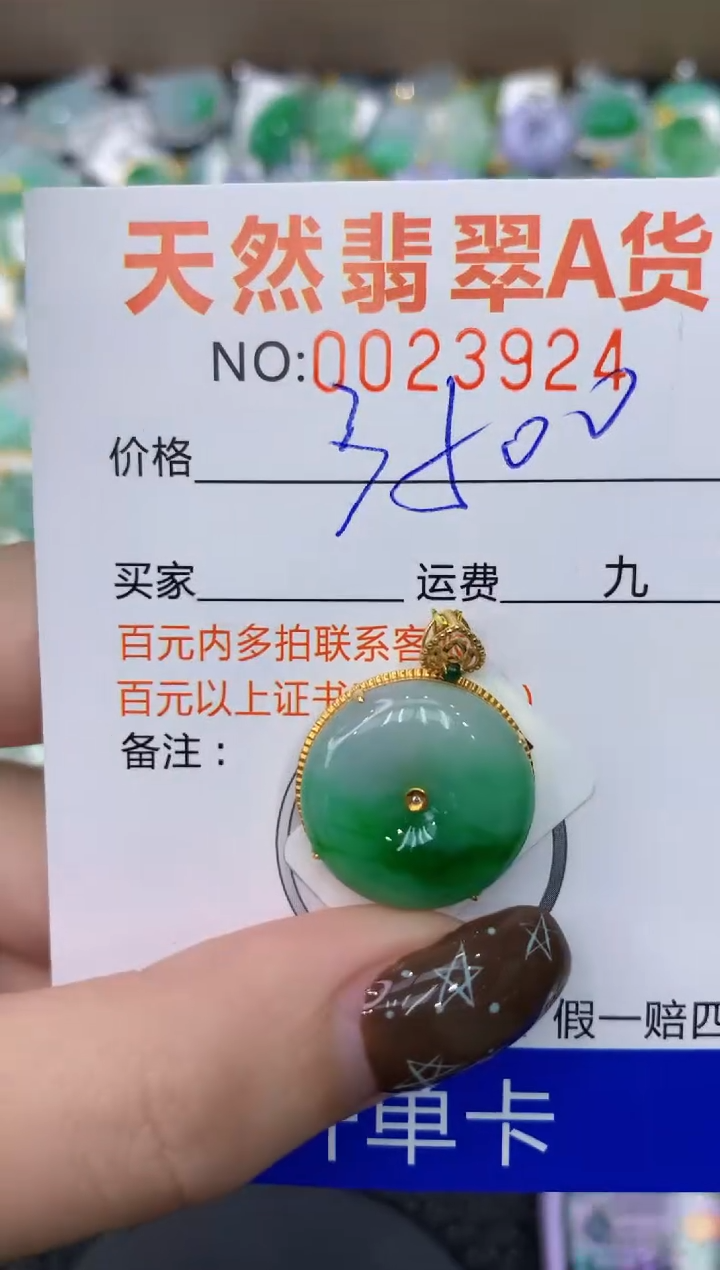 天然翡翠A货
NO:0023924
价格 3800
买家 运费 九
百元内多拍联系客
百元以上证书 )
备注：
假一赔四
单卡